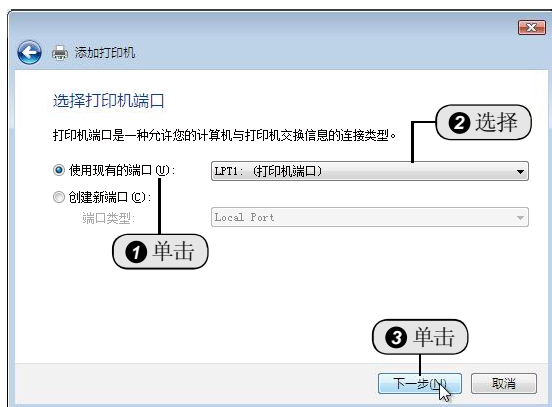 添加打印机
选择打印机端口
打印机端口是一种允许您的计算机与打印机交换信息的连接类型。
❷选择
使用现有的端口(U):
LPT1: (打印机端口)
创建新端口(C):
端口类型:
Local Port
❶单击
❸单击
下一步(N)
取消